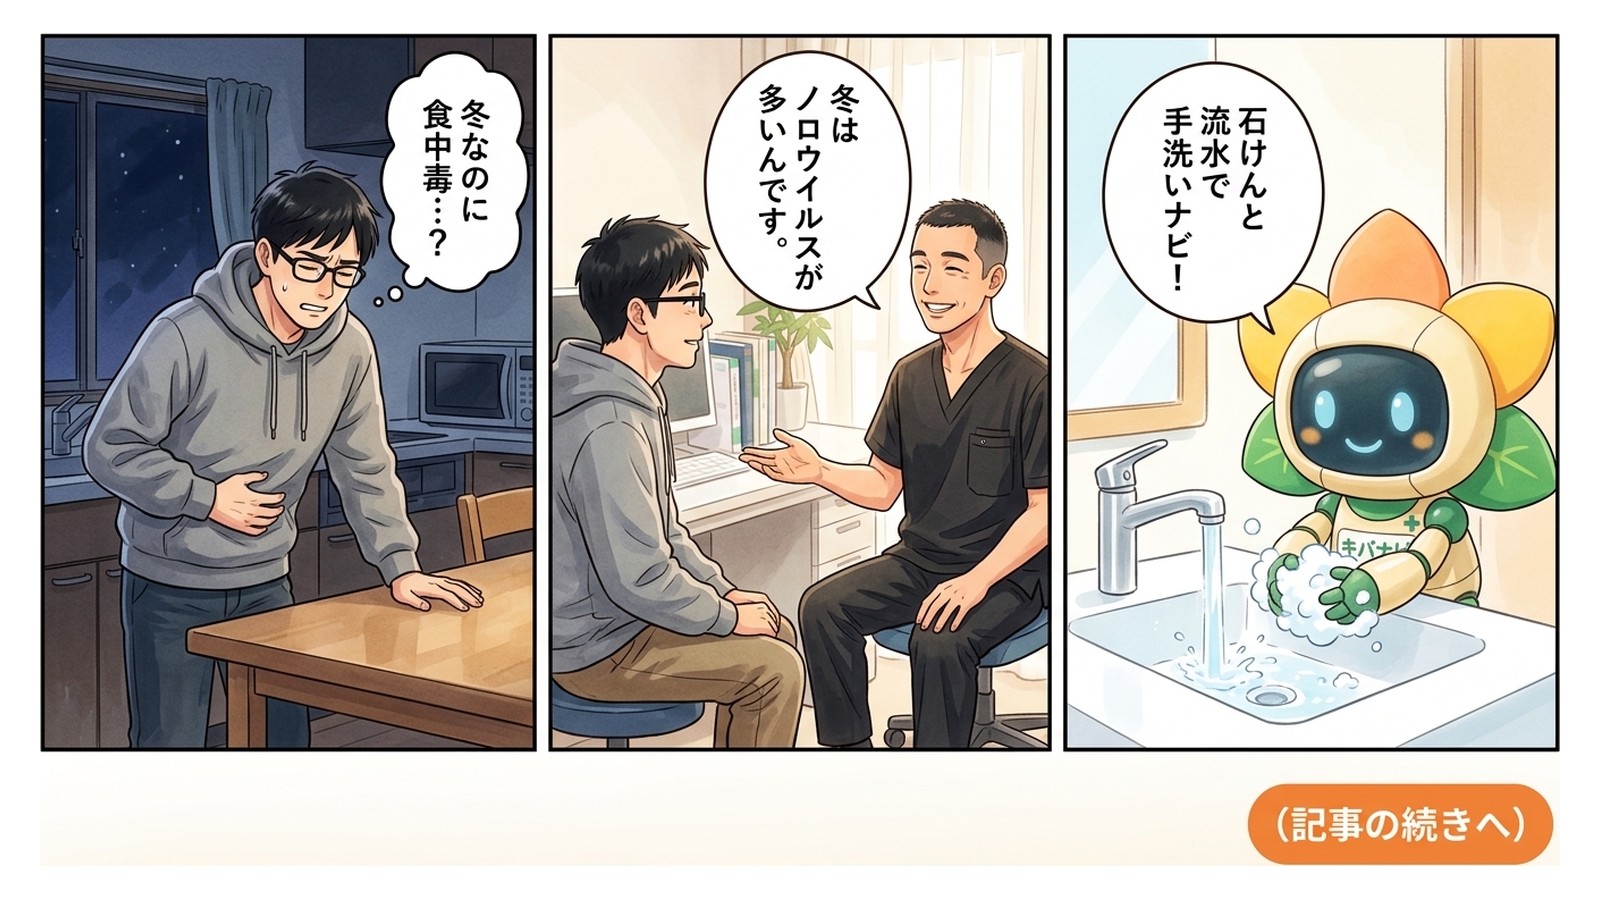 冬なのに
食中毒…？
冬は
ノロウイルスが
多いんです。
石けんと
流水で
手洗いナビ！
キバナビ
（記事の続きへ）